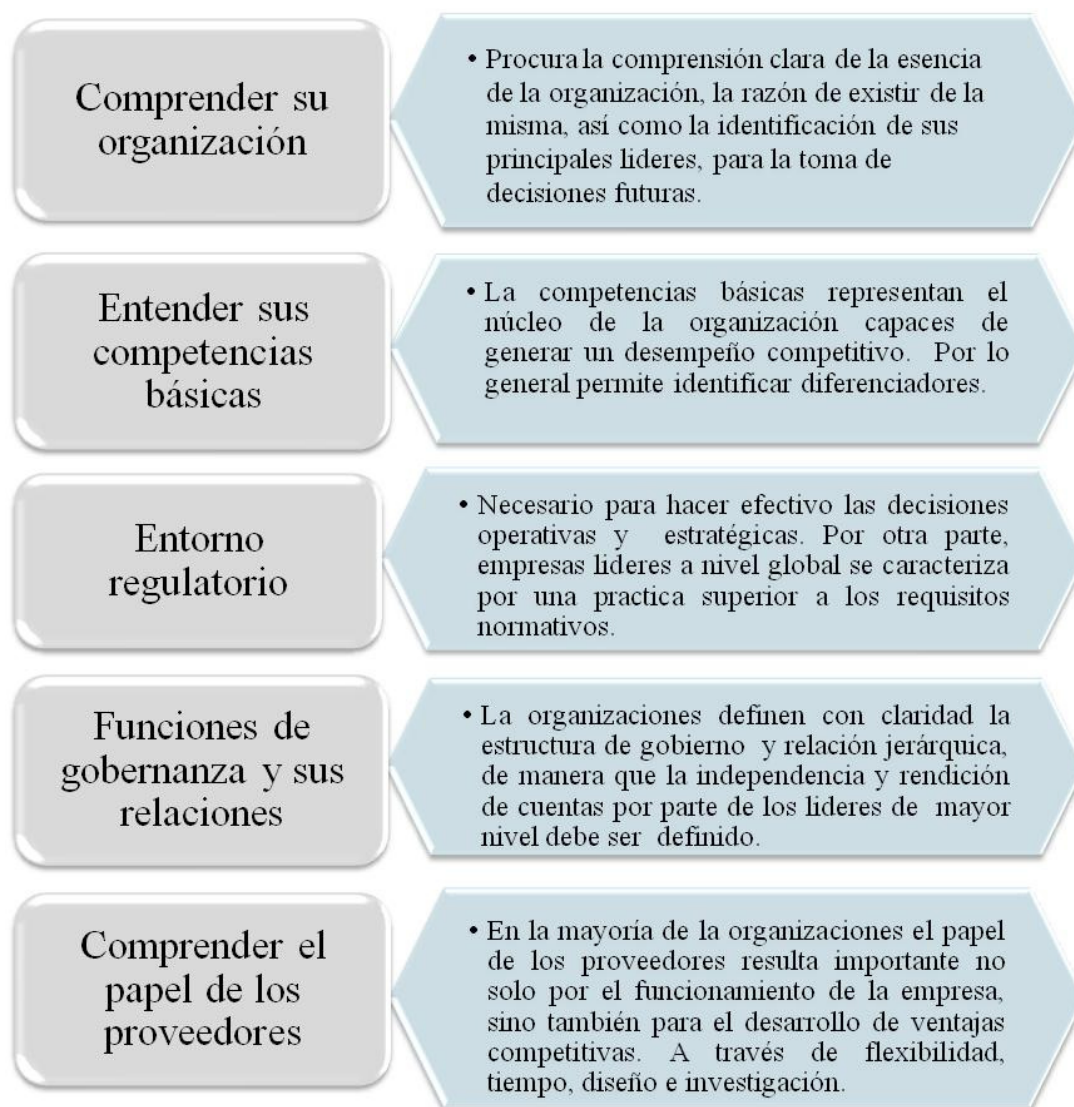 Comprender su
organización
• Procura la comprensión clara de la esencia
de la organización, la razón de existir de la
misma, así como la identificación de sus
principales lideres, para la toma de
decisiones futuras.
Entender sus
competencias
básicas
• La competencias básicas representan el
núcleo de la organización capaces de
generar un desempeño competitivo. Por lo
general permite identificar diferenciadores.
Entorno
regulatorio
• Necesario para hacer efectivo las decisiones
operativas y estratégicas. Por otra parte,
empresas lideres a nivel global se caracteriza
por una practica superior a los requisitos
normativos.
Funciones de
gobernanza y sus
relaciones
• La organizaciones definen con claridad la
estructura de gobierno y relación jerárquica,
de manera que la independencia y rendición
de cuentas por parte de los lideres de mayor
nivel debe ser definido.
Comprender el
papel de los
proveedores
• En la mayoría de la organizaciones el papel
de los proveedores resulta importante no
solo por el funcionamiento de la empresa,
sino también para el desarrollo de ventajas
competitivas. A través de flexibilidad,
tiempo, diseño e investigación.